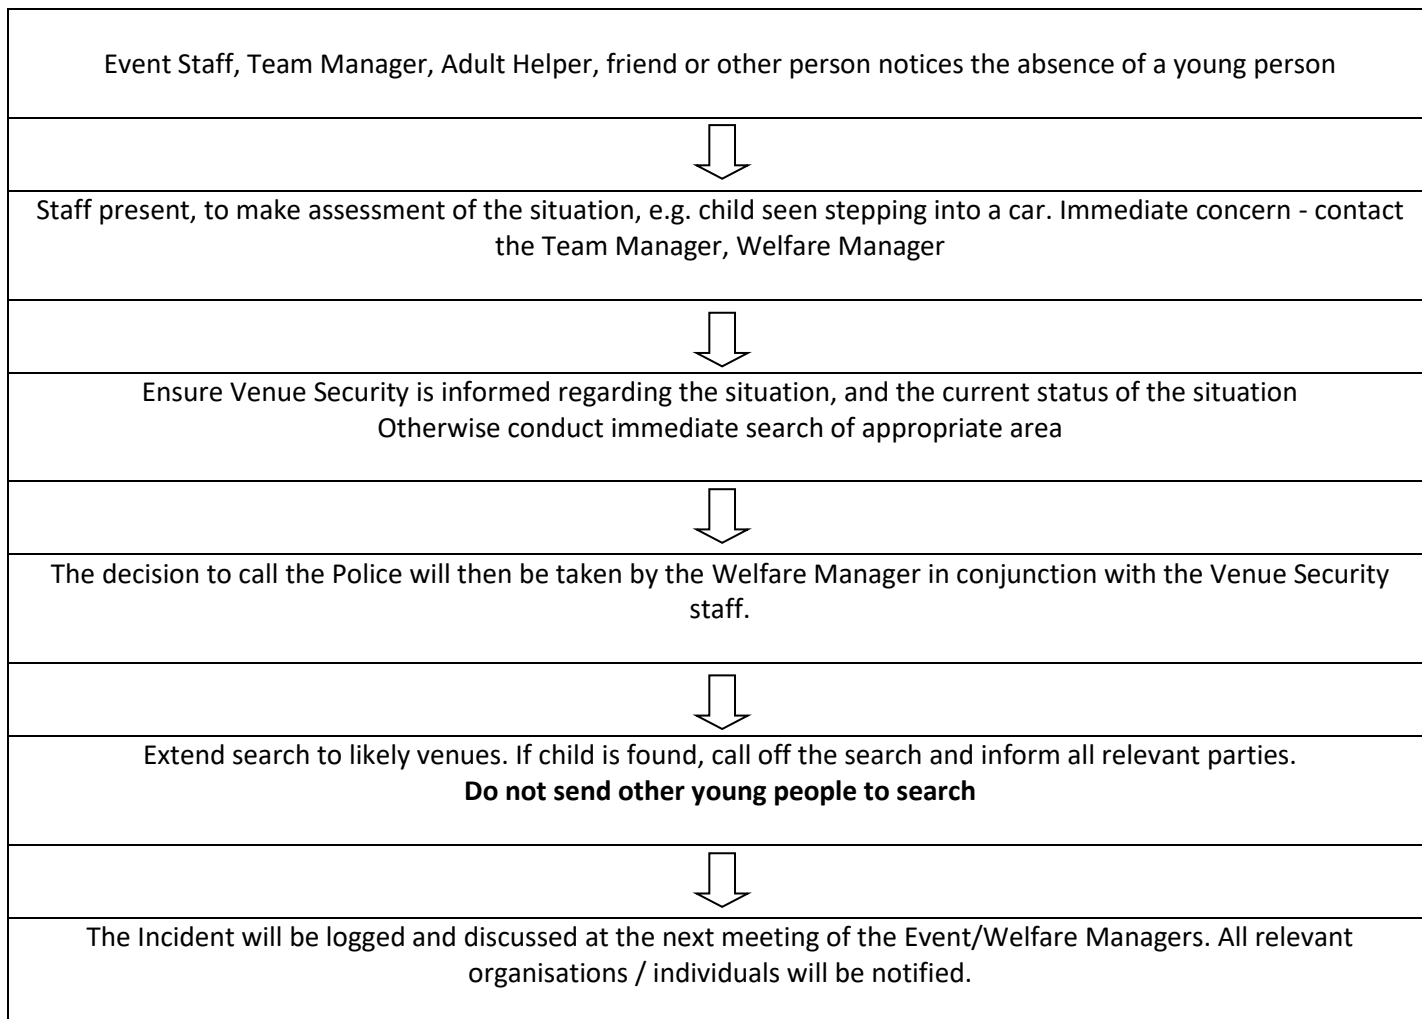 Event Staff, Team Manager, Adult Helper, friend or other person notices the absence of a young person
Staff present, to make assessment of the situation, e.g. child seen stepping into a car. Immediate concern - contact
the Team Manager, Welfare Manager
Ensure Venue Security is informed regarding the situation, and the current status of the situation
Otherwise conduct immediate search of appropriate area
The decision to call the Police will then be taken by the Welfare Manager in conjunction with the Venue Security
staff.
Extend search to likely venues. If child is found, call off the search and inform all relevant parties.
Do not send other young people to search
The Incident will be logged and discussed at the next meeting of the Event/Welfare Managers. All relevant
organisations / individuals will be notified.